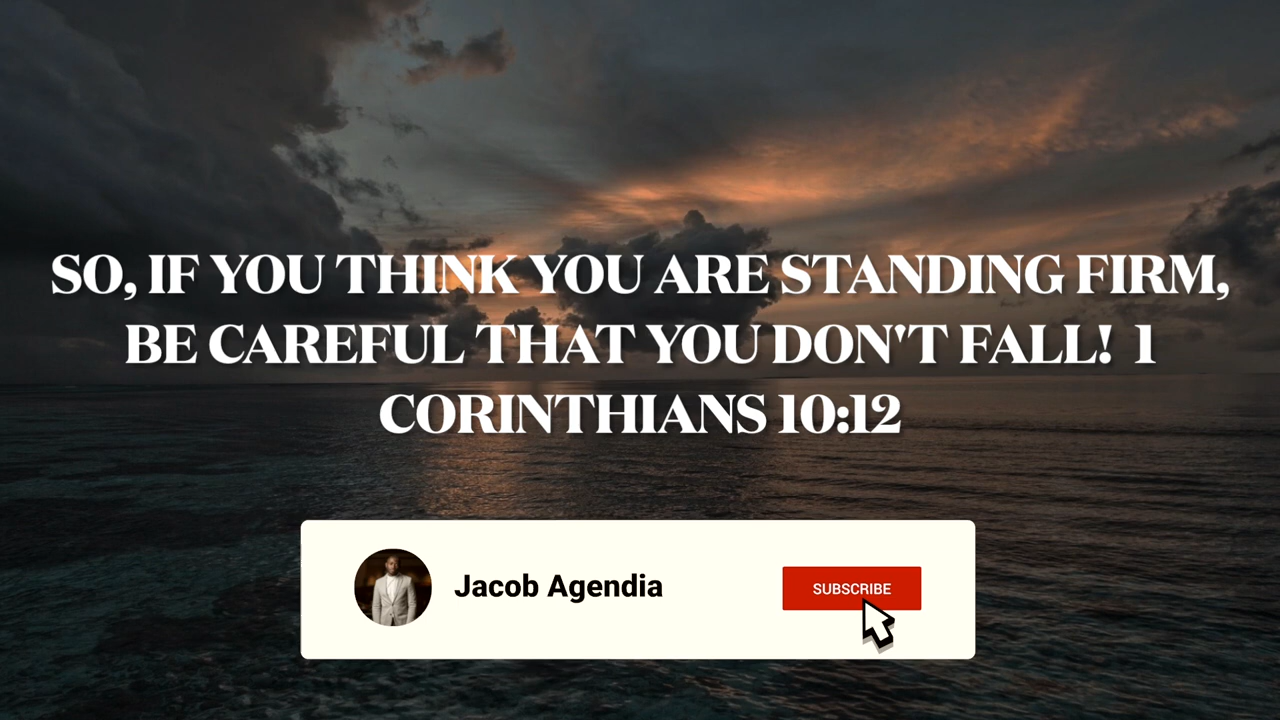 SO, IF YOU THINK YOU ARE STANDING FIRM,
BE CAREFUL THAT YOU DON'T FALL! 1
CORINTHIANS 10:12
Jacob Agendia
SUBSCRIBE